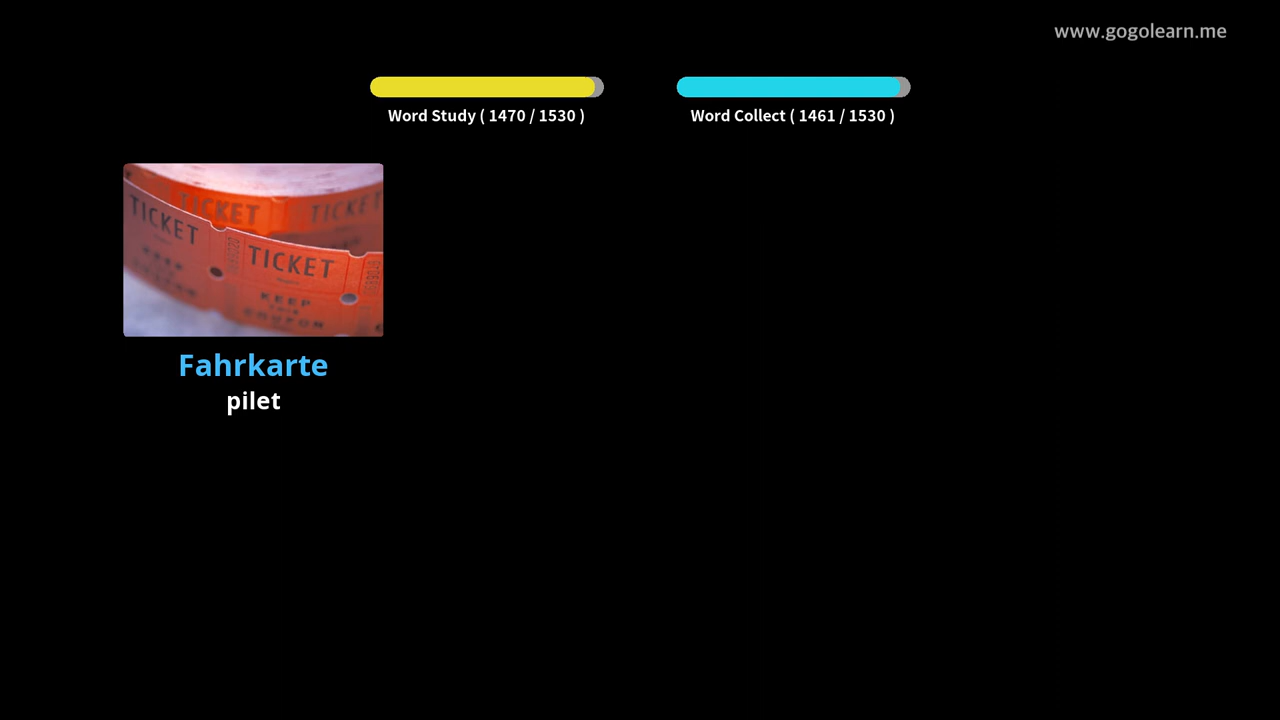 www.gogolearn.me
Word Study ( 1470 / 1530 )
Word Collect ( 1461 / 1530 )
TICKET
TICKET
TICKET
TICKET
KEEP
COUPON
Fahrkarte
pilet